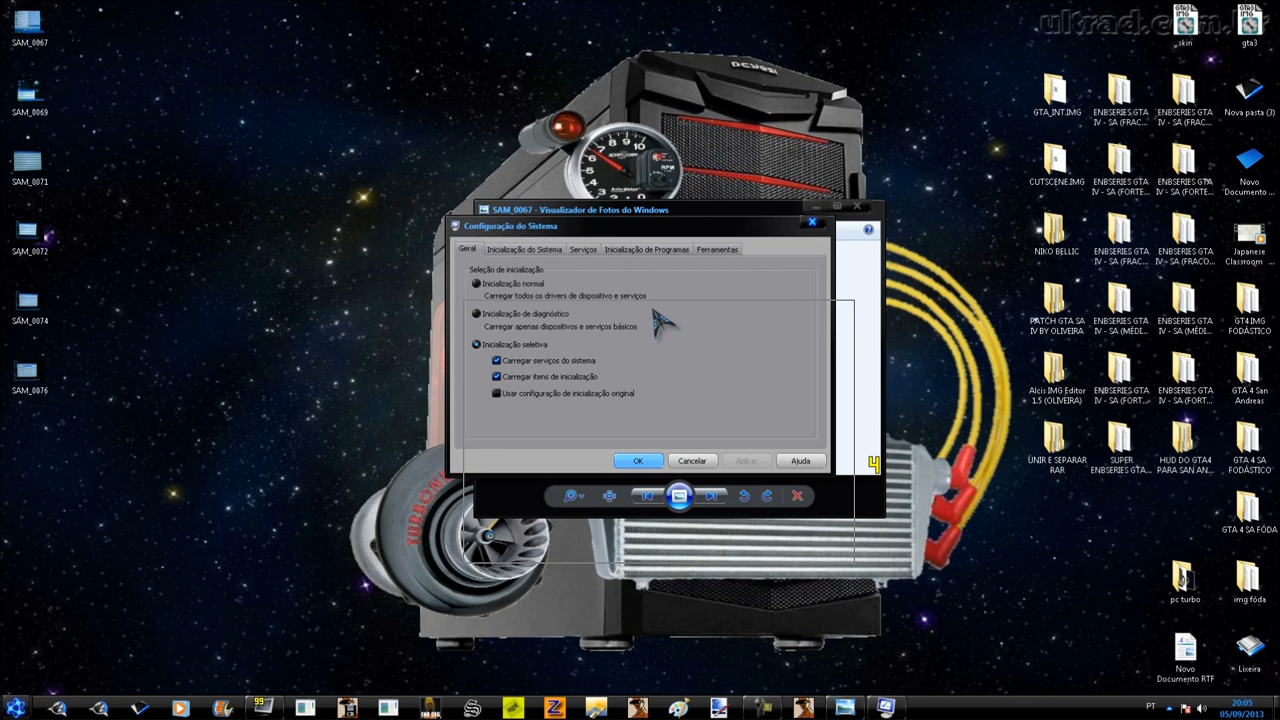 ultrad.com.br
SAM_0067
SAM_0069
SAM_0071
SAM_0072
SAM_0074
SAM_0076
skin
gta3
GTA_INT.IMG
ENBSERIES GTA IV - SA (FRAC...
ENBSERIES GTA IV - SA (FRAC...
Nova pasta (3)
CUTSCENE.IMG
ENBSERIES GTA IV - SA (FORTE...
ENBSERIES GTA IV - SA (FORTE...
Novo
Documento ...
NIKO BELLIC
ENBSERIES GTA IV - SA (FRACO...
ENBSERIES GTA IV - SA (FRAC...
Japanese
Classroom ...
PATCH GTA SA
IV BY OLIVEIRA
ENBSERIES GTA IV - SA (MÉDI...
ENBSERIES GTA IV - SA (MÉD...
GT4 IMG
FODÁSTICO
Alcis IMG Editor
1.5 (OLIVEIRA)
ENBSERIES GTA IV - SA (FORT...
ENBSERIES GTA IV - SA (FORT...
GTA 4 San
Andreas
UNIR E SEPARAR
RAR
SUPER
ENBSERIES GTA...
HUD DO GTA4
PARA SAN AN...
GTA 4 SA
FODÁSTICO
GTA 4 SA FÓDA
pc turbo
img fóda
Novo
Documento RTF
Lixeira
SAM_0067 - Visualizador de Fotos do Windows
Configuração do Sistema
Geral
Inicialização do Sistema
Serviços
Inicialização de Programas
Ferramentas
Seleção de inicialização
Inicialização normal
Carregar todos os drivers de dispositivo e serviços
Inicialização de diagnóstico
Carregar apenas dispositivos e serviços básicos
Inicialização seletiva
Carregar serviços do sistema
Carregar itens de inicialização
Usar configuração de inicialização original
OK
Cancelar
Aplicar
Ajuda
4
99
PT
20:05
05/09/2013